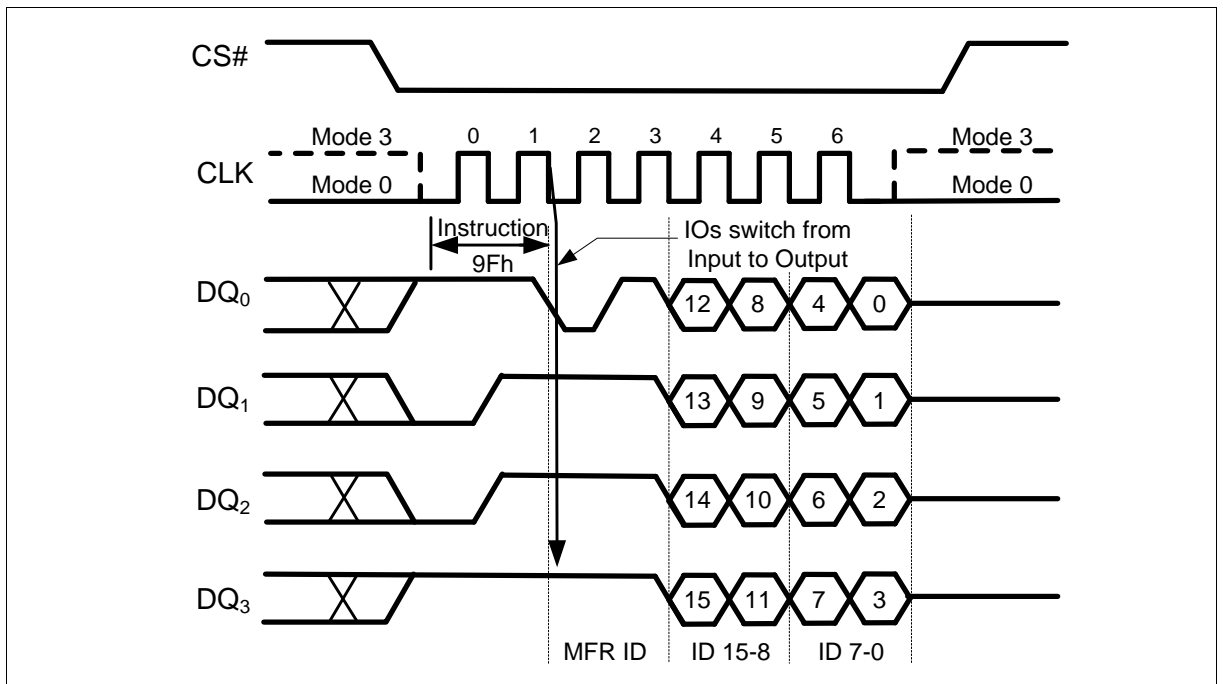 CS#
Mode 3 0 1 2 3 4 5 6 Mode 3
CLK
Mode 0 Mode 0
Instruction IOs switch from
9Fh Input to Output
DQ0 12 8 4 0
DQ1 13 9 5 1
DQ2 14 10 6 2
DQ3 15 11 7 3
MFR ID ID 15-8 ID 7-0